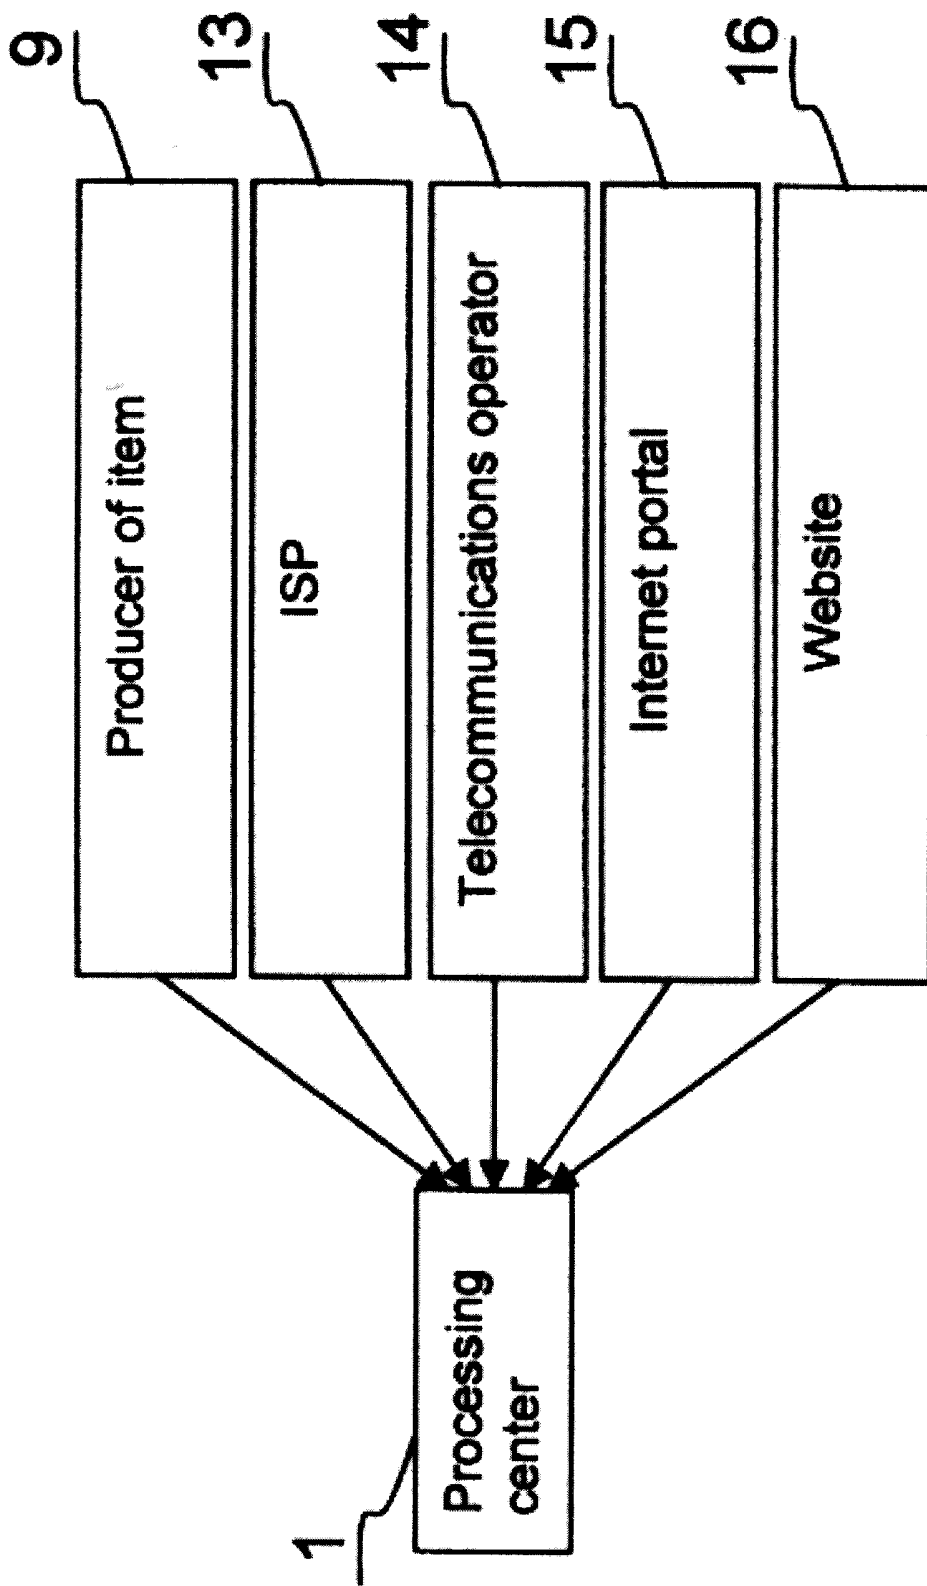 9
Producer of item
13
ISP
14
Telecommunications operator
15
Internet portal
16
Website
1
Processing
center